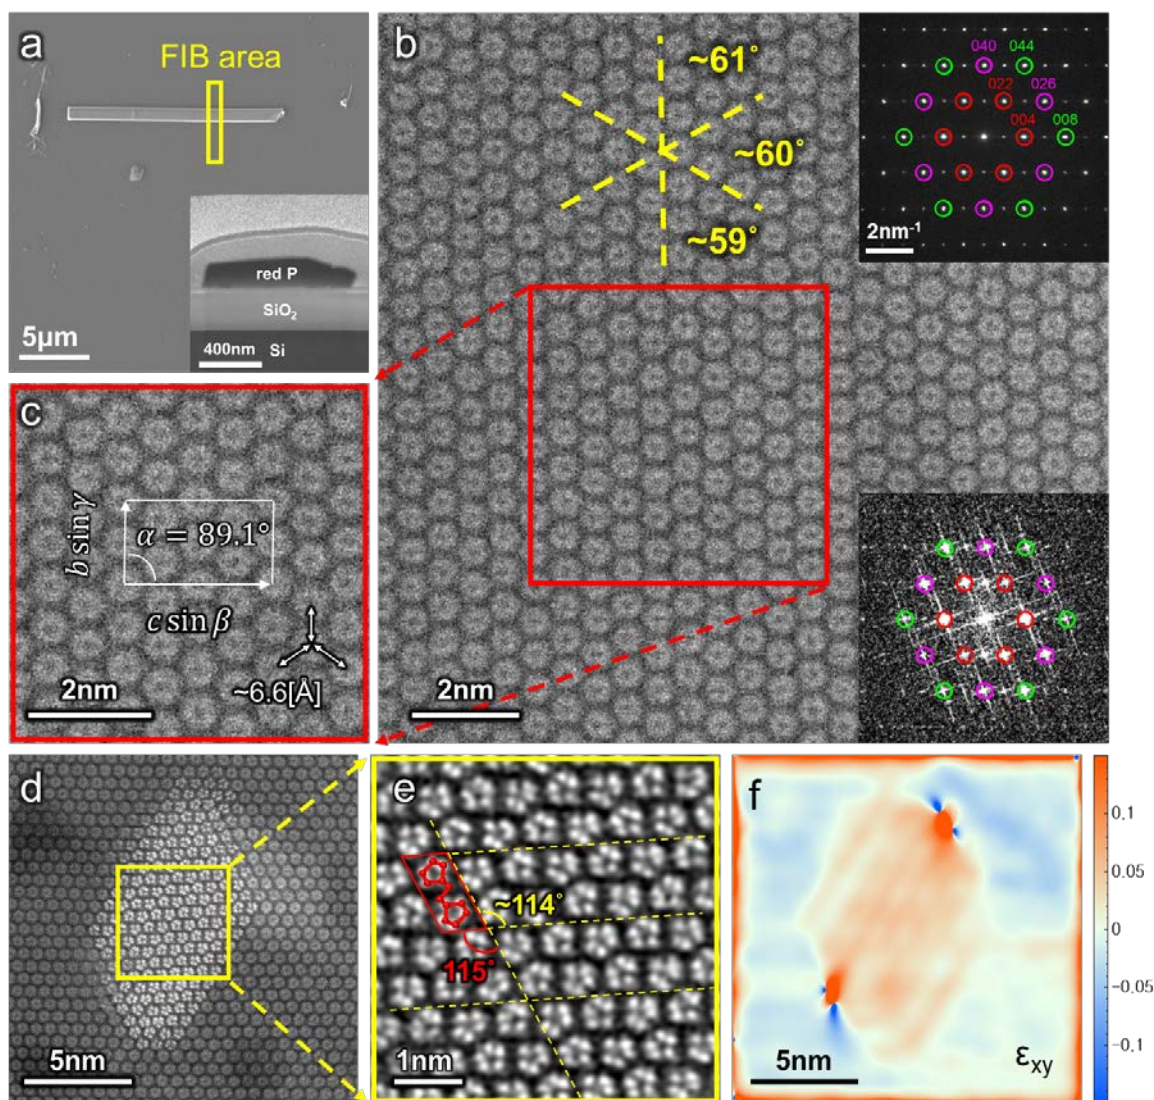 a
FIB area
5μm
red P
SiO₂
400nm
Si
b
~61°
~60°
~59°
2nm
040
044
022
026
004
008
2nm⁻¹
c
b sin γ
α = 89.1°
c sin β
~6.6[Å]
2nm
d
5nm
e
~114°
115°
1nm
f
5nm
εxy
0.1
0.05
0
−0.05
−0.1